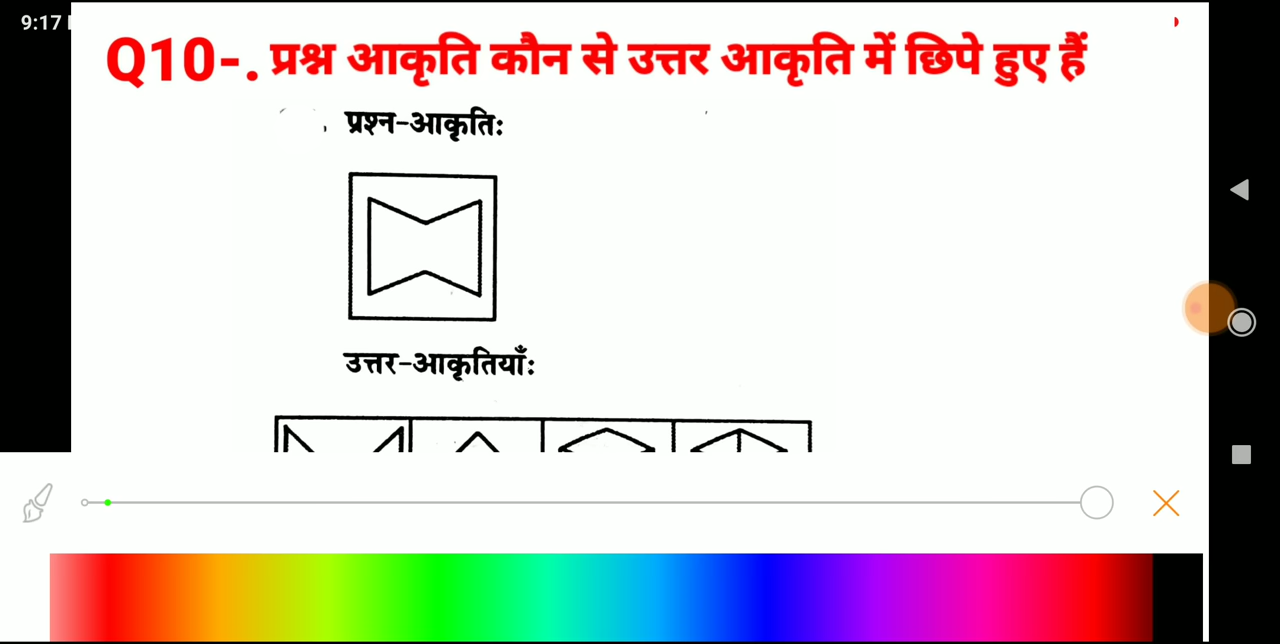 9:17
Q10-. प्रश्न आकृति कौन से उत्तर आकृति में छिपे हुए हैं
प्रश्न-आकृतिः
उत्तर-आकृतियाँः